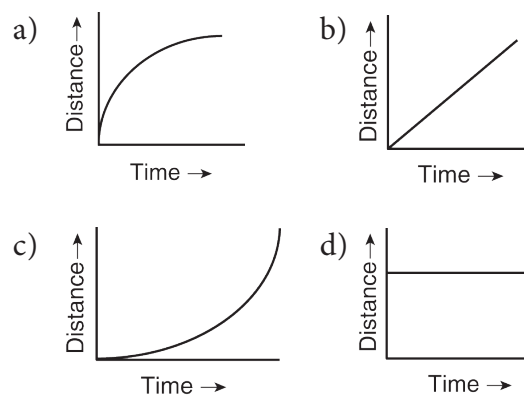 a)
Distance →
Time →
b)
Distance →
Time →
c)
Distance →
Time →
d)
Distance →
Time →